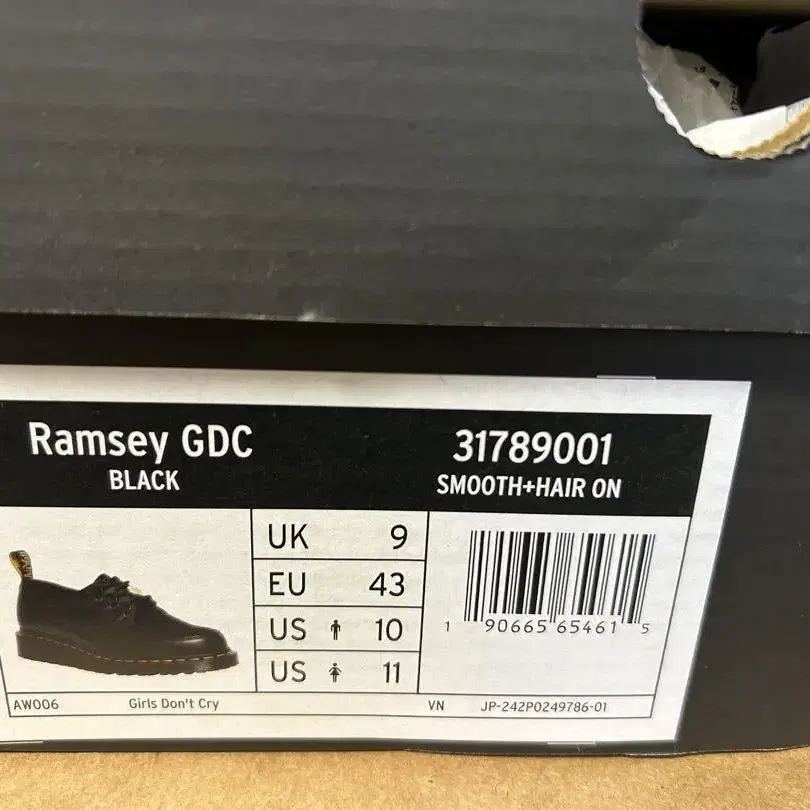 Ramsey GDC
BLACK
31789001
SMOOTH+HAIR ON
UK 9
EU 43
US 10
US 11
1 90665 65461 5
AW006 Girls Don't Cry VN JP-242P0249786-01